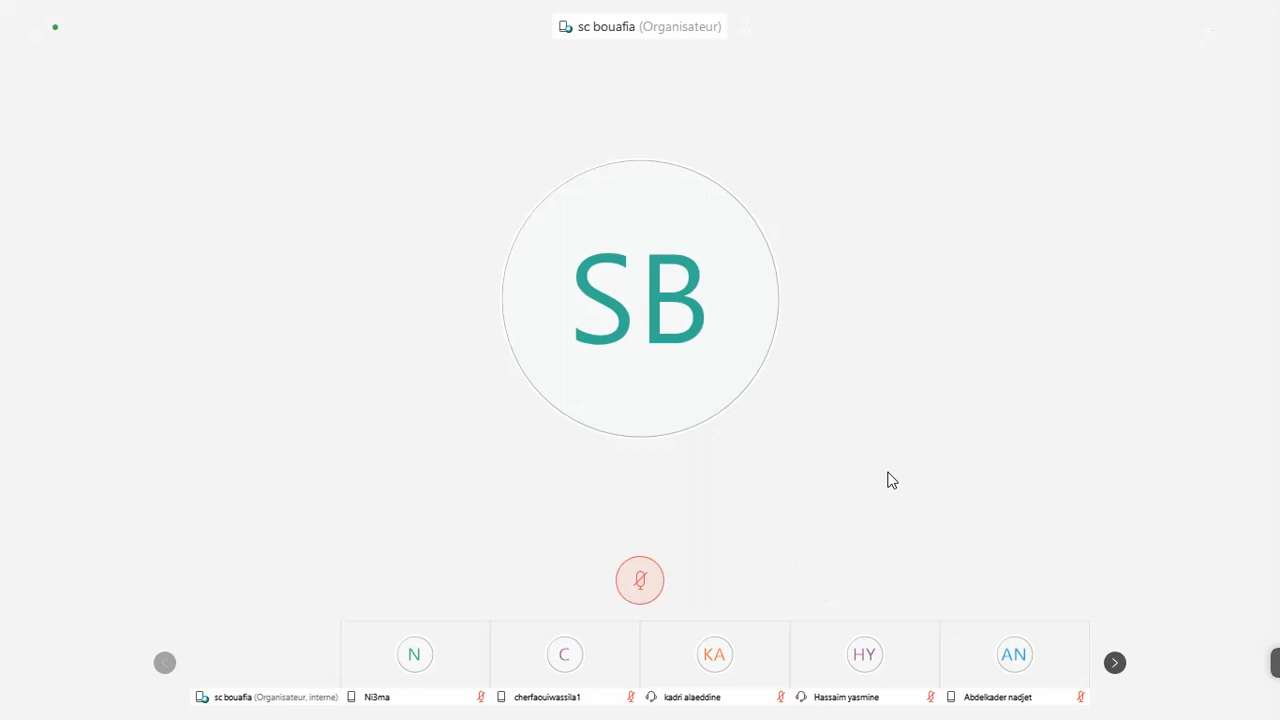 sc bouafia (Organisateur)
SB
N
C
KA
HY
AN
sc bouafia (Organisateur, interne)
Ni3ma
cherfaouiwassila1
kadri alaeddine
Hassaim yasmine
Abdelkader nadjet